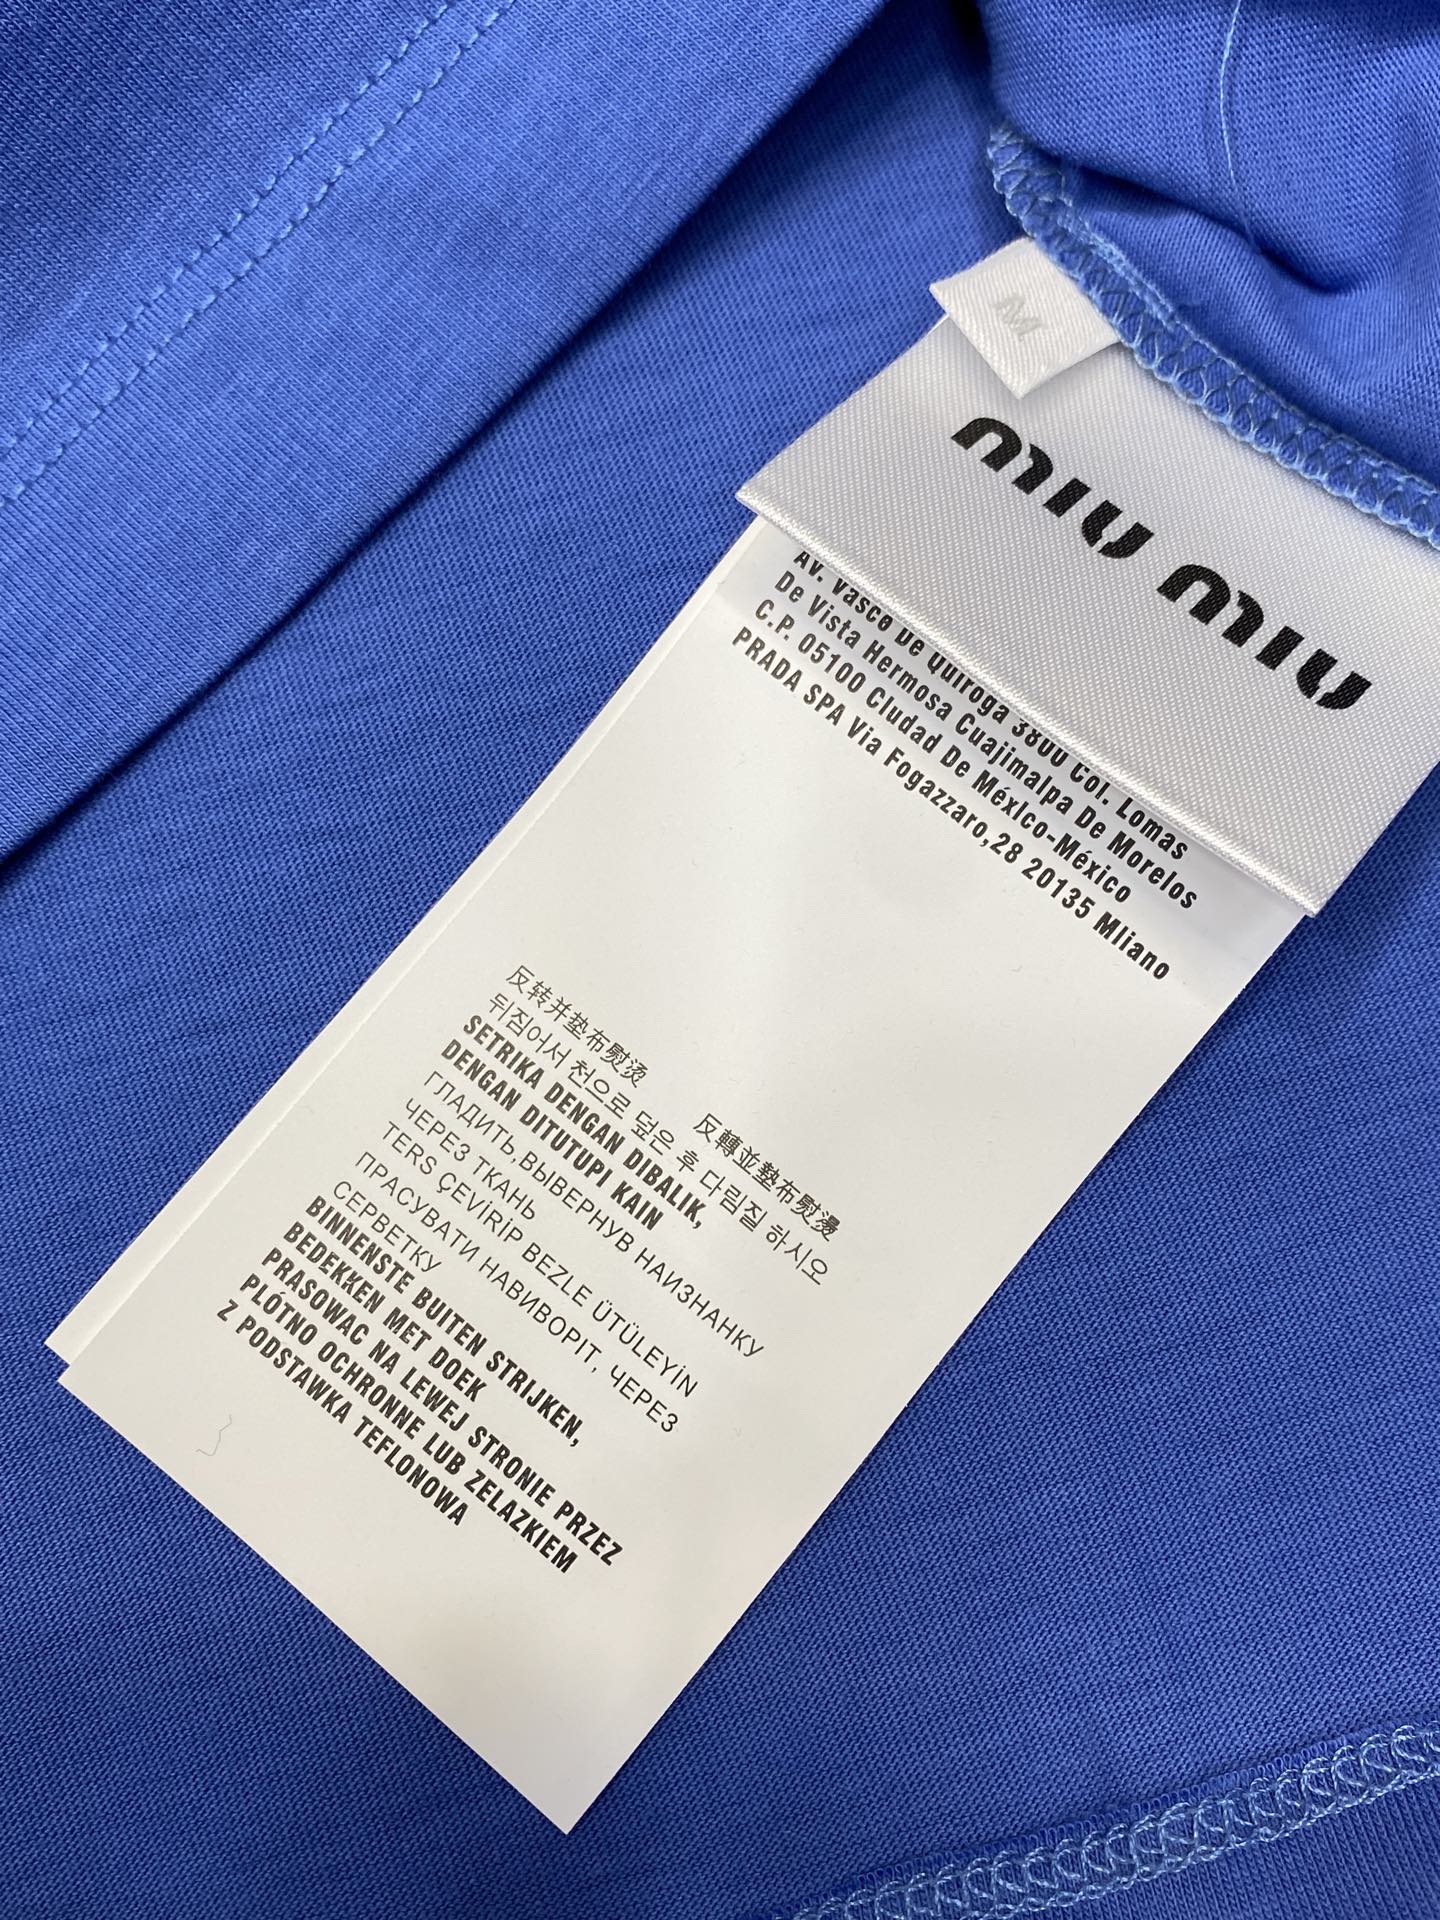 M
miu miu
AV. Vasco De Quiroga 3800 Col. Lomas
De Vista Hermosa Cuajimalpa De Morelos
C.P. 05100 Cludad De México-México
PRADA SPA Via Fogazzaro,28 20135 Mliano
反转并垫布熨烫
反轉並墊布熨燙
뒤집어서 천으로 덮은 후 다림질 하시오
SETRIKA DENGAN DIBALIK,
DENGAN DITUTUPI KAIN
ГЛАДИТЬ,ВЫВЕРНУВ НАИЗНАНКУ
ЧЕРЕЗ ТКАНЬ
TERS ÇEVİRİP BEZLE ÜTÜLEYİN
ПРАСУВАТИ НАВИВОРІТ, ЧЕРЕЗ
СЕРВЕТКУ
BINNENSTE BUITEN STRIJKEN,
BEDEKKEN MET DOEK
PRASOWAC NA LEWEJ STRONIE PRZEZ
PLÓTNO OCHRONNE LUB ZELAZKIEM
Z PODSTAWKA TEFLONOWA